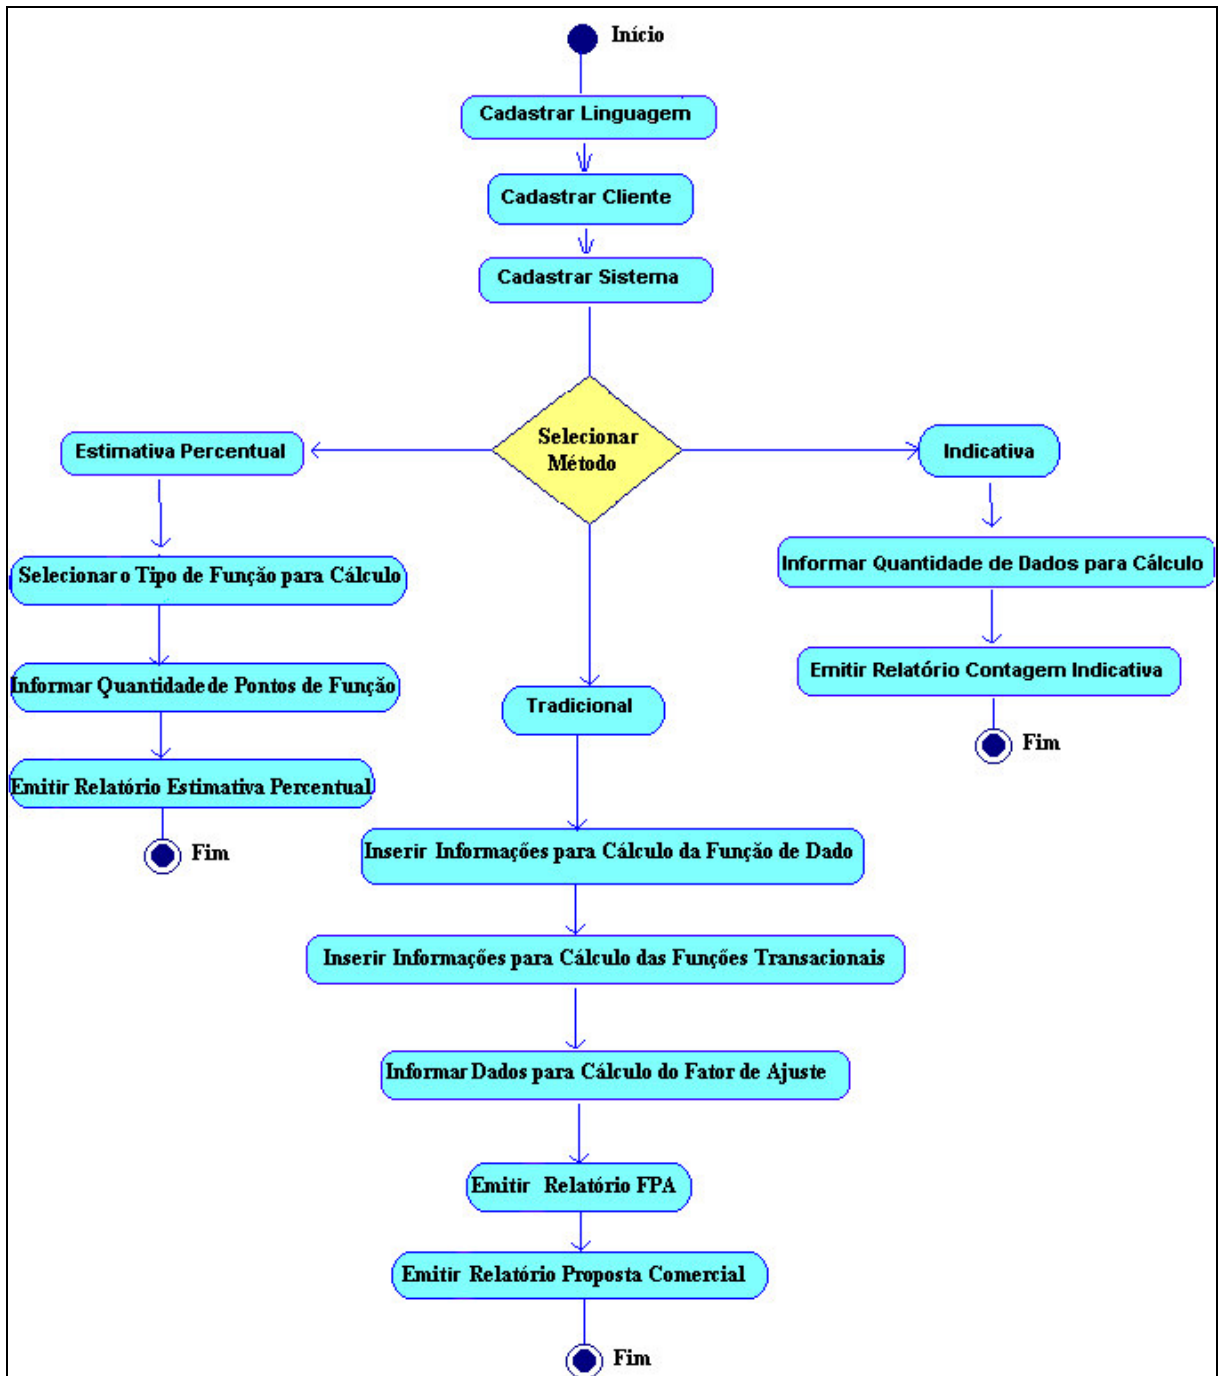 Início
Cadastrar Linguagem
Cadastrar Cliente
Cadastrar Sistema
Selecionar
Método
Estimativa Percentual
Selecionar o Tipo de Função para Cálculo
Informar Quantidade de Pontos de Função
Emitir Relatório Estimativa Percentual
Fim
Indicativa
Informar Quantidade de Dados para Cálculo
Emitir Relatório Contagem Indicativa
Fim
Tradicional
Inserir Informações para Cálculo da Função de Dado
Inserir Informações para Cálculo das Funções Transacionais
Informar Dados para Cálculo do Fator de Ajuste
Emitir Relatório FPA
Emitir Relatório Proposta Comercial
Fim